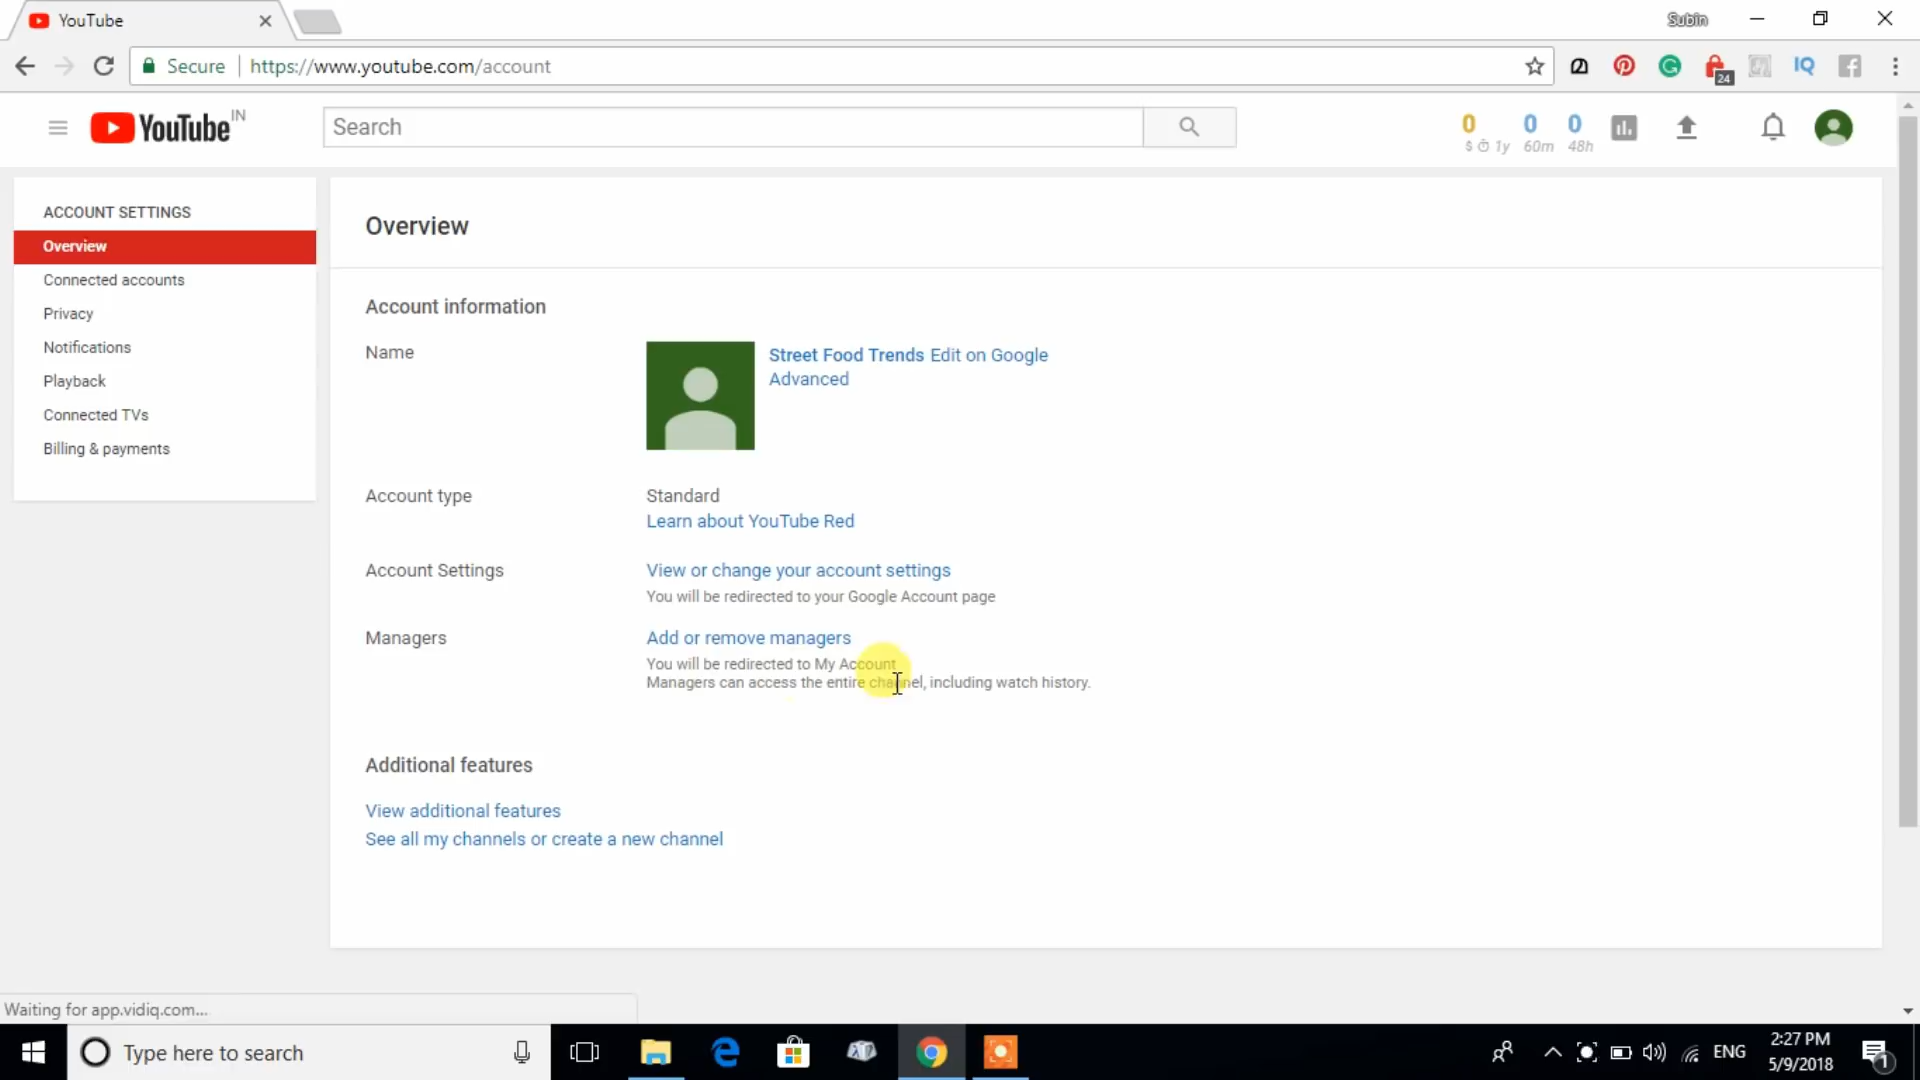 YouTube
Subin
Secure
https://www.youtube.com/account
24
IQ
YouTube IN
Search
0 0 0
$ 1y 60m 48h
ACCOUNT SETTINGS
Overview
Connected accounts
Privacy
Notifications
Playback
Connected TVs
Billing & payments
Overview
Account information
Name
Street Food Trends Edit on Google
Advanced
Account type
Standard
Learn about YouTube Red
Account Settings
View or change your account settings
You will be redirected to your Google Account page
Managers
Add or remove managers
You will be redirected to My Account
Managers can access the entire channel, including watch history.
Additional features
View additional features
See all my channels or create a new channel
Waiting for app.vidiq.com...
Type here to search
ENG
2:27 PM
5/9/2018
1